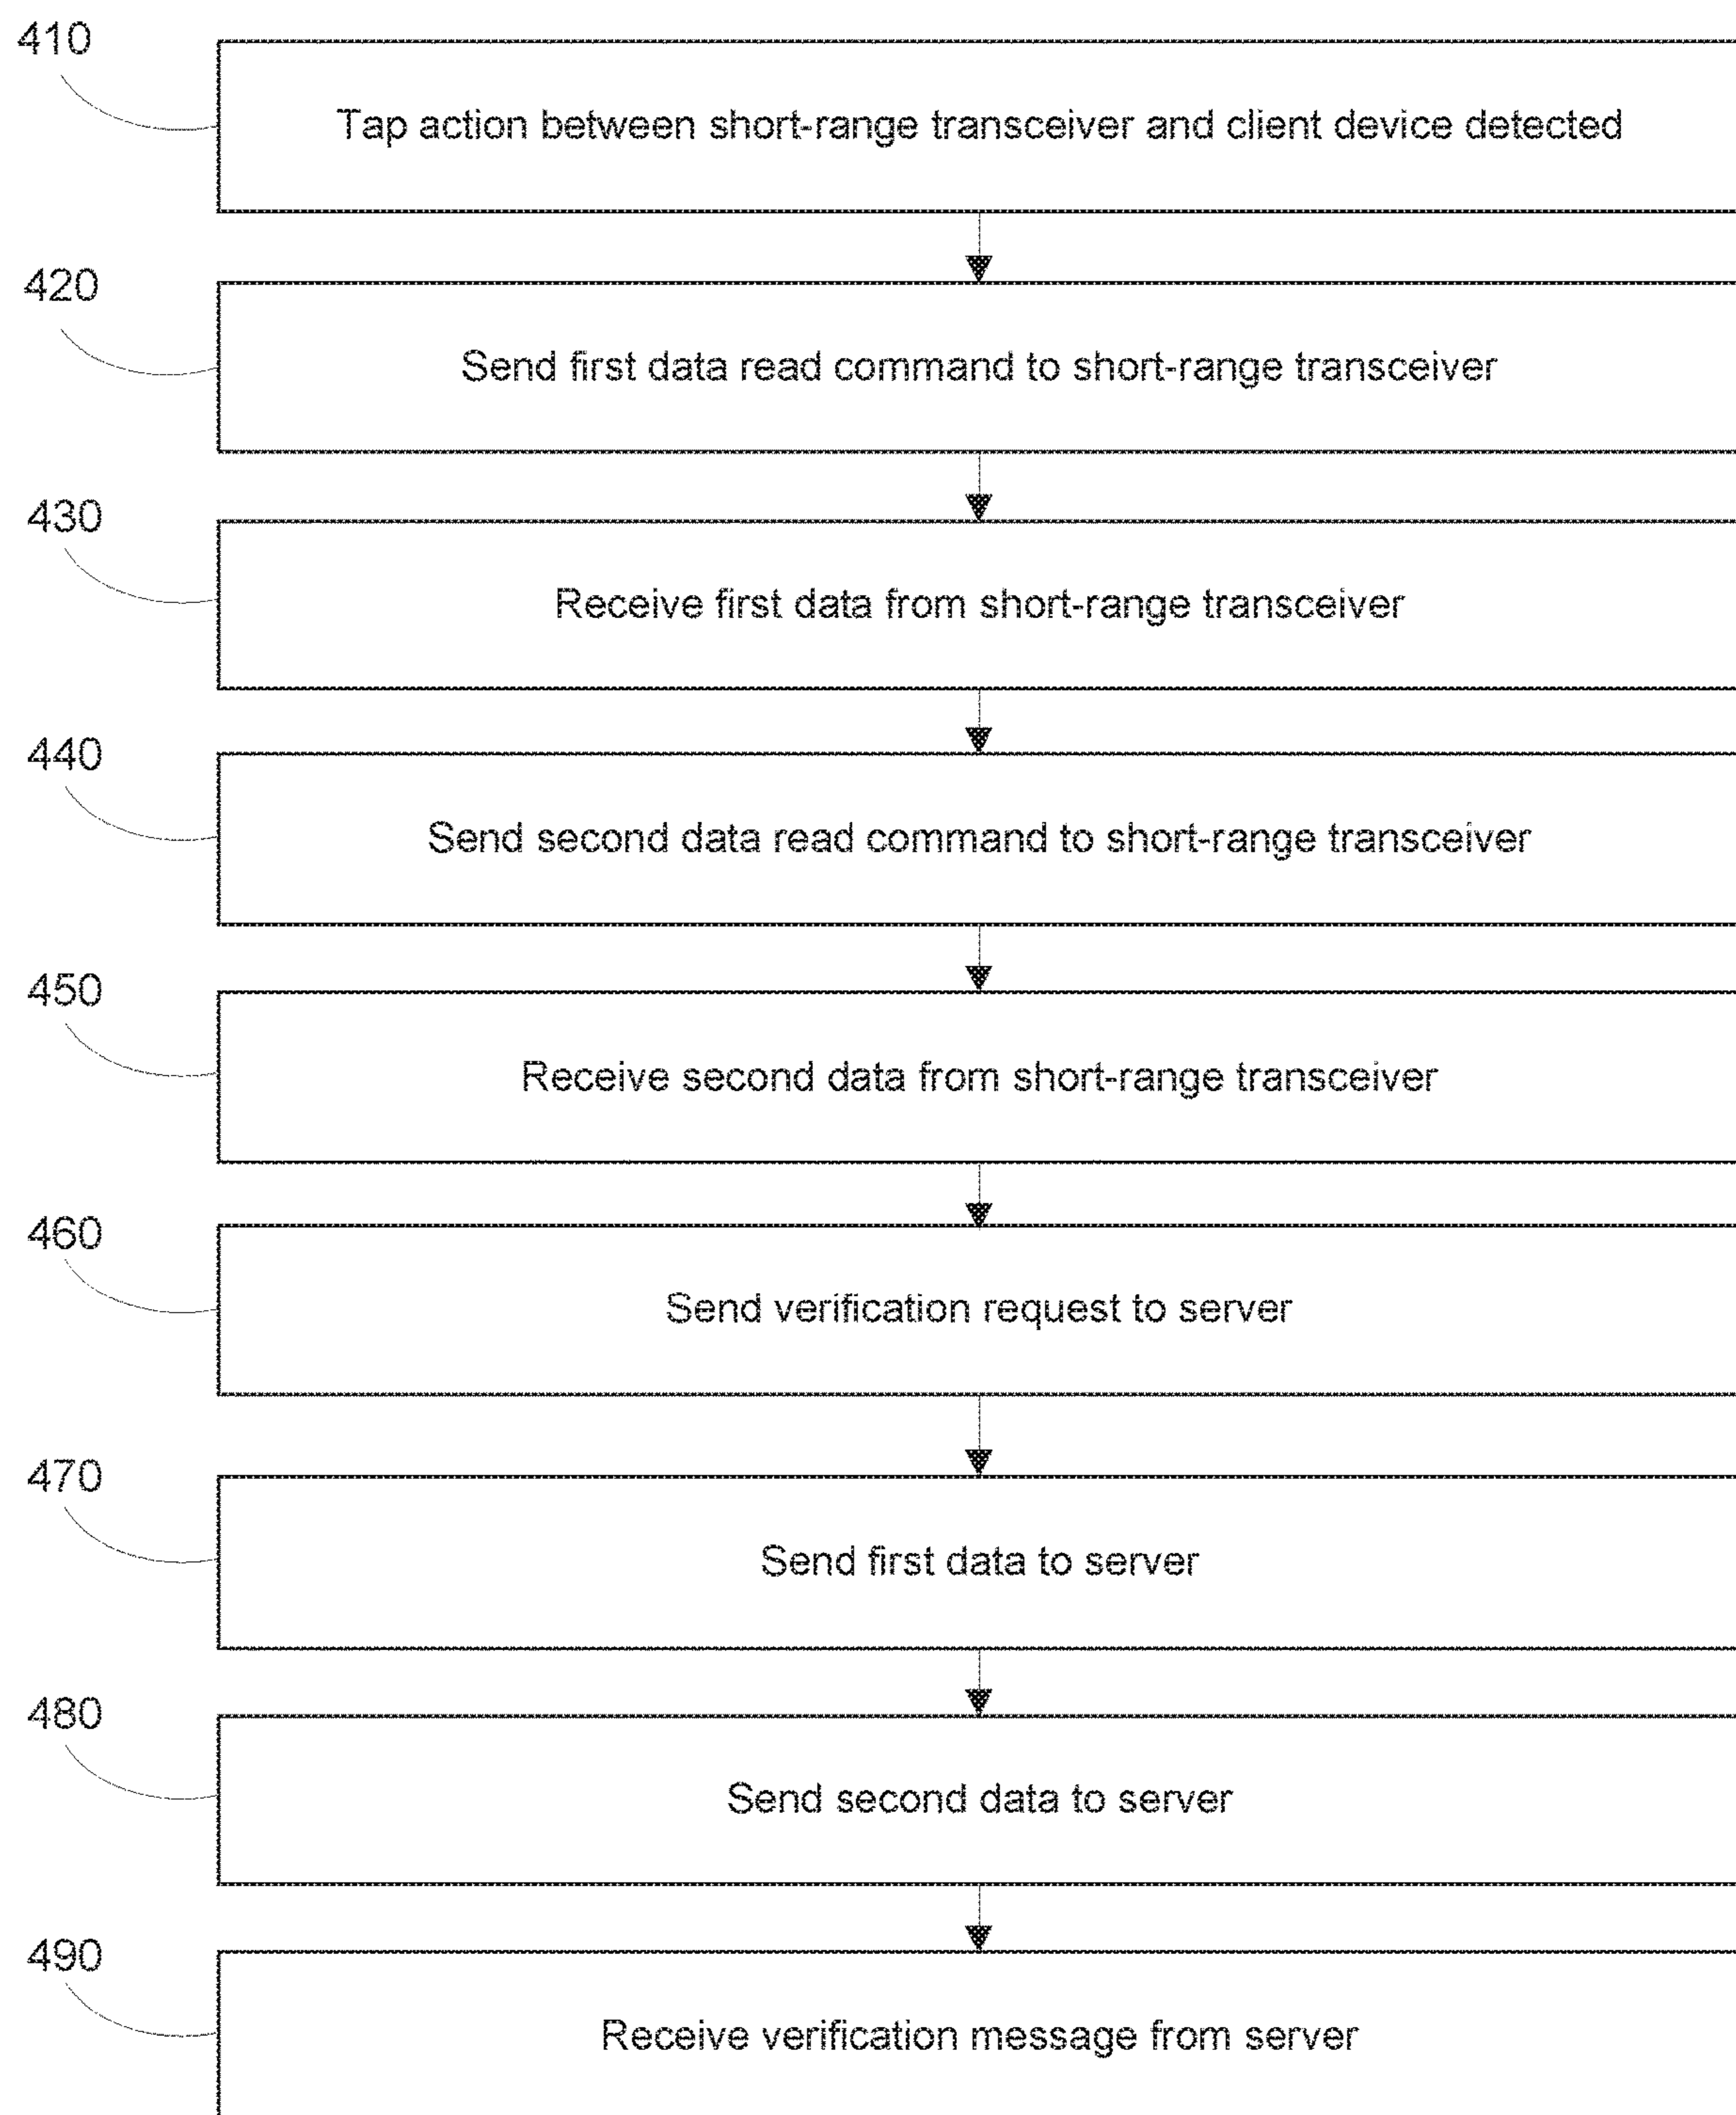 410
Tap action between short-range transceiver and client device detected
420
Send first data read command to short-range transceiver
430
Receive first data from short-range transceiver
440
Send second data read command to short-range transceiver
450
Receive second data from short-range transceiver
460
Send verification request to server
470
Send first data to server
480
Send second data to server
490
Receive verification message from server